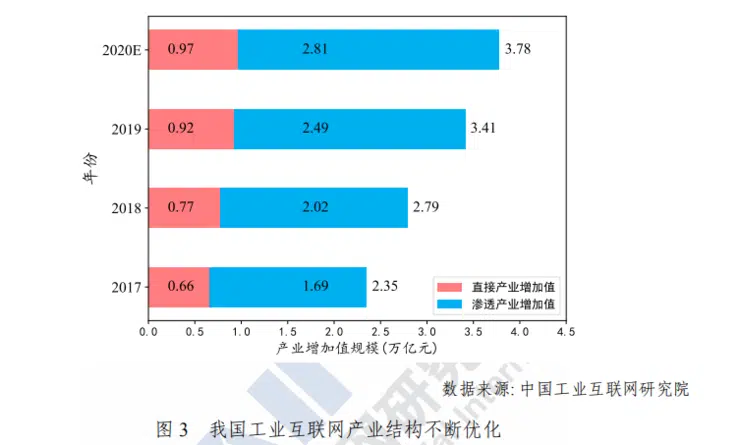 2020E 0.97 2.81 3.78
2019 0.92 2.49 3.41
2018 0.77 2.02 2.79
2017 0.66 1.69 2.35
年份
直接产业增加值
渗透产业增加值
0.0 0.5 1.0 1.5 2.0 2.5 3.0 3.5 4.0 4.5
产业增加值规模(万亿元)
数据来源:中国工业互联网研究院
图 3 我国工业互联网产业结构不断优化